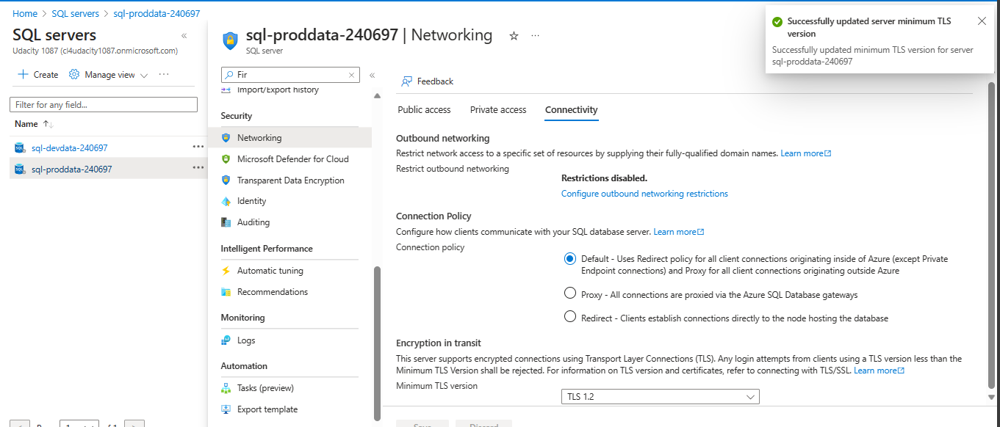 Home > SQL servers > sql-proddata-240697
SQL servers
Udacity 1087 (cl4udacity1087.onmicrosoft.com)
Create
Manage view
Filter for any field...
Name
sql-devdata-240697
sql-proddata-240697
1
of 1
sql-proddata-240697 | Networking
SQL server
Fir
Import/Export history
Security
Networking
Microsoft Defender for Cloud
Transparent Data Encryption
Identity
Auditing
Intelligent Performance
Automatic tuning
Recommendations
Monitoring
Logs
Automation
Tasks (preview)
Export template
Feedback
Public access
Private access
Connectivity
Outbound networking
Restrict network access to a specific set of resources by supplying their fully-qualified domain names. Learn more
Restrict outbound networking
Restrictions disabled.
Configure outbound networking restrictions
Connection Policy
Configure how clients communicate with your SQL database server. Learn more
Connection policy
Default - Uses Redirect policy for all client connections originating inside of Azure (except Private
Endpoint connections) and Proxy for all client connections originating outside Azure
Proxy - All connections are proxied via the Azure SQL Database gateways
Redirect - Clients establish connections directly to the node hosting the database
Encryption in transit
This server supports encrypted connections using Transport Layer Connections (TLS). Any login attempts from clients using a TLS version less than the
Minimum TLS Version shall be rejected. For information on TLS version and certificates, refer to connecting with TLS/SSL. Learn more
Minimum TLS version
TLS 1.2
Save
Discard
Successfully updated server minimum TLS
version
Successfully updated minimum TLS version for server
sql-proddata-240697